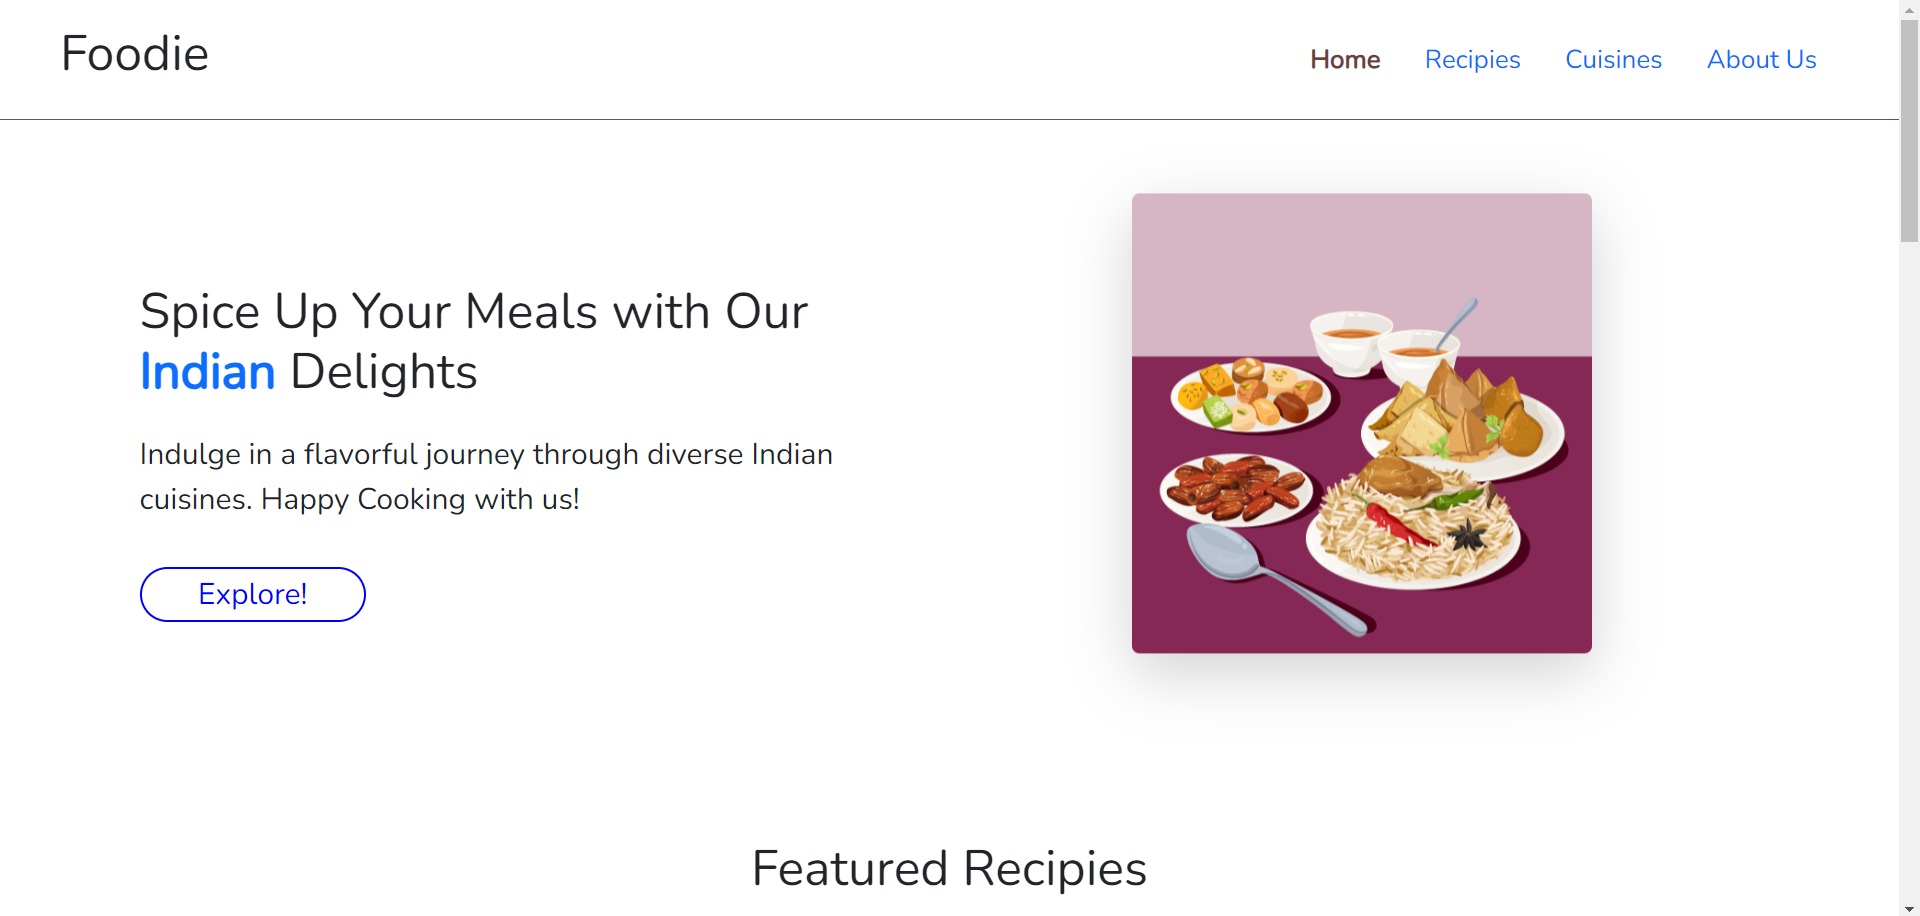 Foodie
Home Recipies Cuisines About Us
Spice Up Your Meals with Our
Indian Delights
Indulge in a flavorful journey through diverse Indian
cuisines. Happy Cooking with us!
Explore!
Featured Recipies